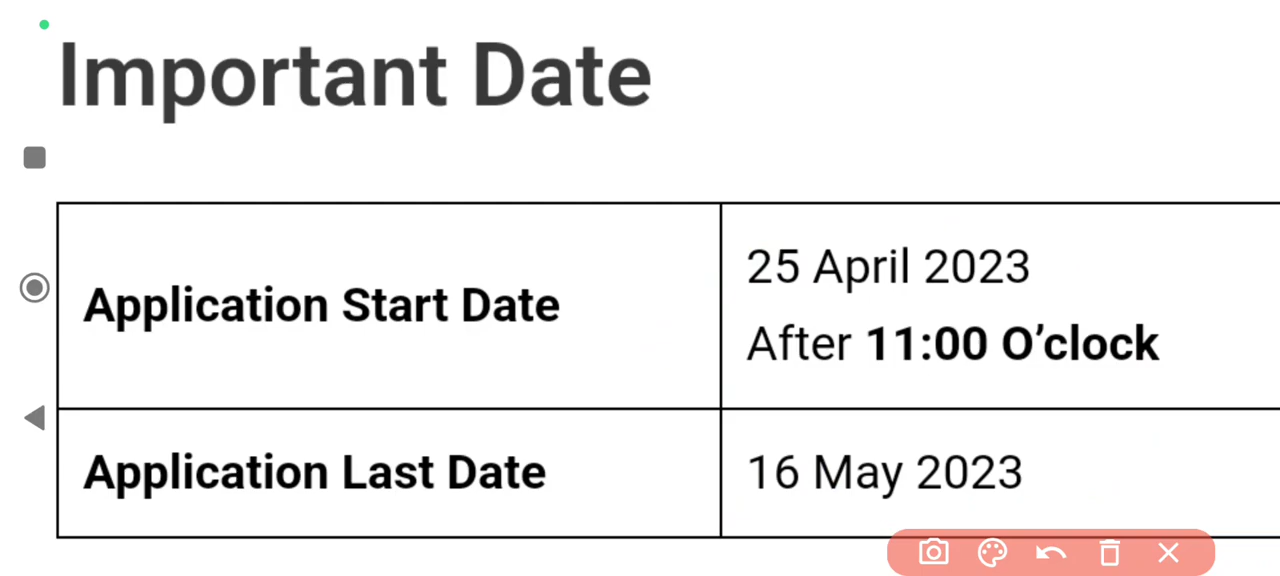 Important Date
Application Start Date
25 April 2023
After 11:00 O’clock
Application Last Date
16 May 2023